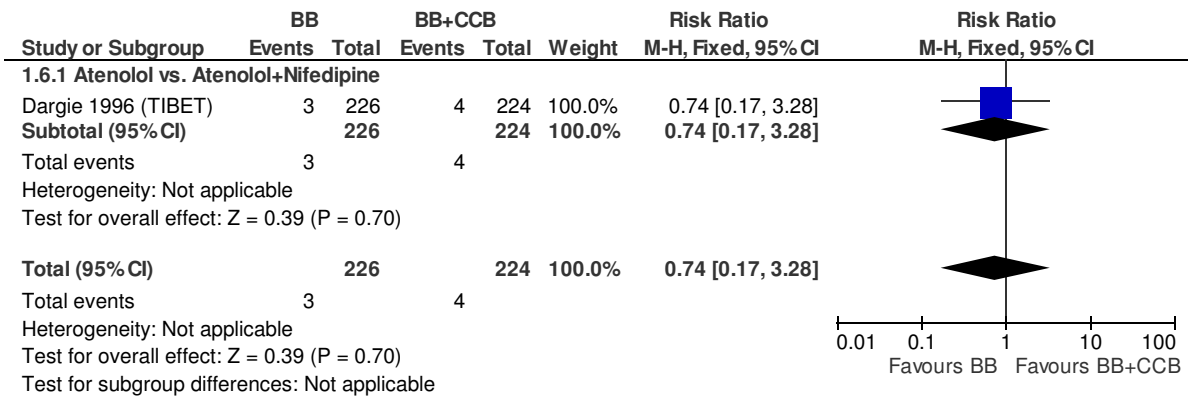 BB BB+CCB Risk Ratio Risk Ratio
Study or Subgroup Events Total Events Total Weight M-H, Fixed, 95% CI M-H, Fixed, 95% CI
1.6.1 Atenolol vs. Atenolol+Nifedipine
Dargie 1996 (TIBET) 3 226 4 224 100.0% 0.74 [0.17, 3.28]
Subtotal (95% CI) 226 224 100.0% 0.74 [0.17, 3.28]
Total events 3 4
Heterogeneity: Not applicable
Test for overall effect: Z = 0.39 (P = 0.70)
Total (95% CI) 226 224 100.0% 0.74 [0.17, 3.28]
Total events 3 4
Heterogeneity: Not applicable
Test for overall effect: Z = 0.39 (P = 0.70)
Test for subgroup differences: Not applicable
0.01 0.1 1 10 100
Favours BB Favours BB+CCB